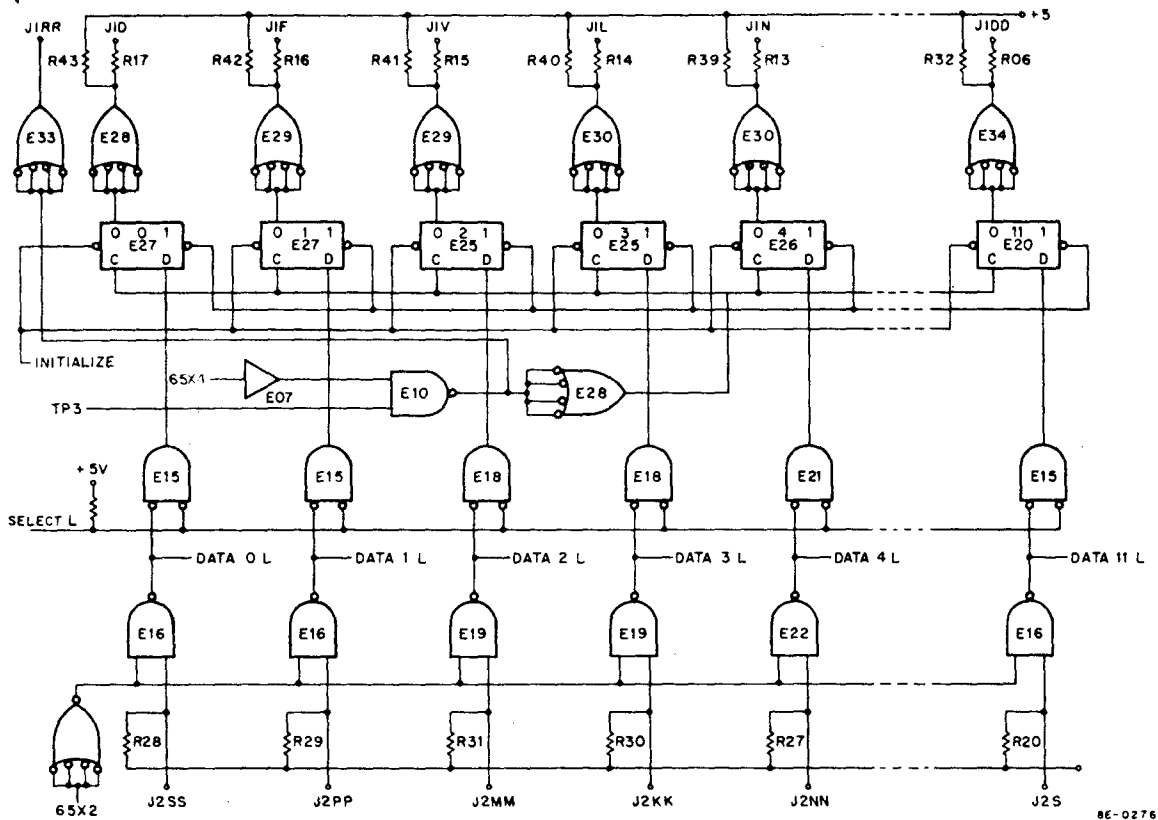 +5
J1RR J1D J1F J1V J1L J1N J1DD
R43 R17 R42 R16 R41 R15 R40 R14 R39 R13 R32 R06
E33 E28 E29 E29 E30 E30 E34
0 0 1 0 1 1 0 2 1 0 3 1 0 4 1 0 11 1
E27 E27 E25 E25 E26 E20
C D C D C D C D C D C D
INITIALIZE
65X1
E07
E10
E28
TP3
+5V
E15 E15 E18 E18 E21 E15
SELECT L
DATA 0 L DATA 1 L DATA 2 L DATA 3 L DATA 4 L DATA 11 L
E16 E16 E19 E19 E22 E16
R28 R29 R31 R30 R27 R20
65X2
J2SS J2PP J2MM J2KK J2NN J2S
8E-0276